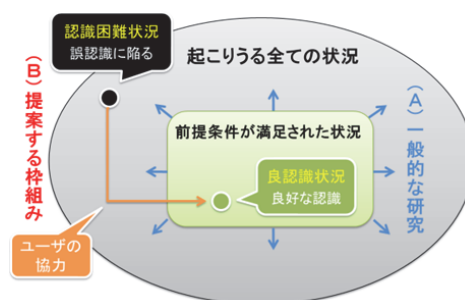 認識困難状況
誤認識に陥る
起こりうる全ての状況
(B)提案する枠組み
(A)一般的な研究
前提条件が満足された状況
良認識状況
良好な認識
ユーザの
協力